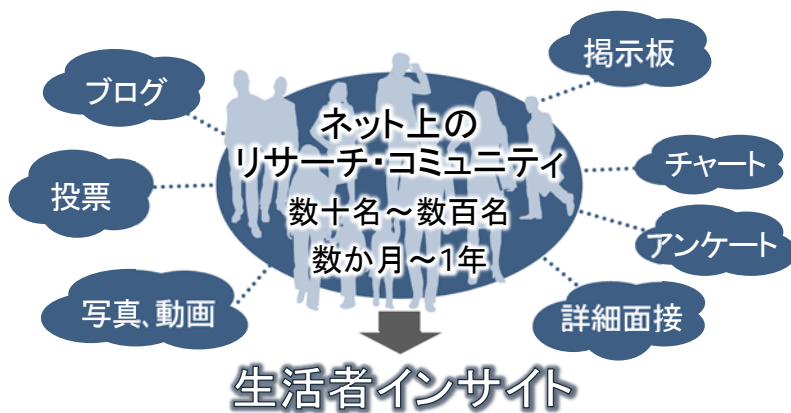 ブログ
投票
写真、動画
ネット上の
リサーチ・コミュニティ
数十名～数百名
数か月～1年
掲示板
チャート
アンケート
詳細面接
生活者インサイト